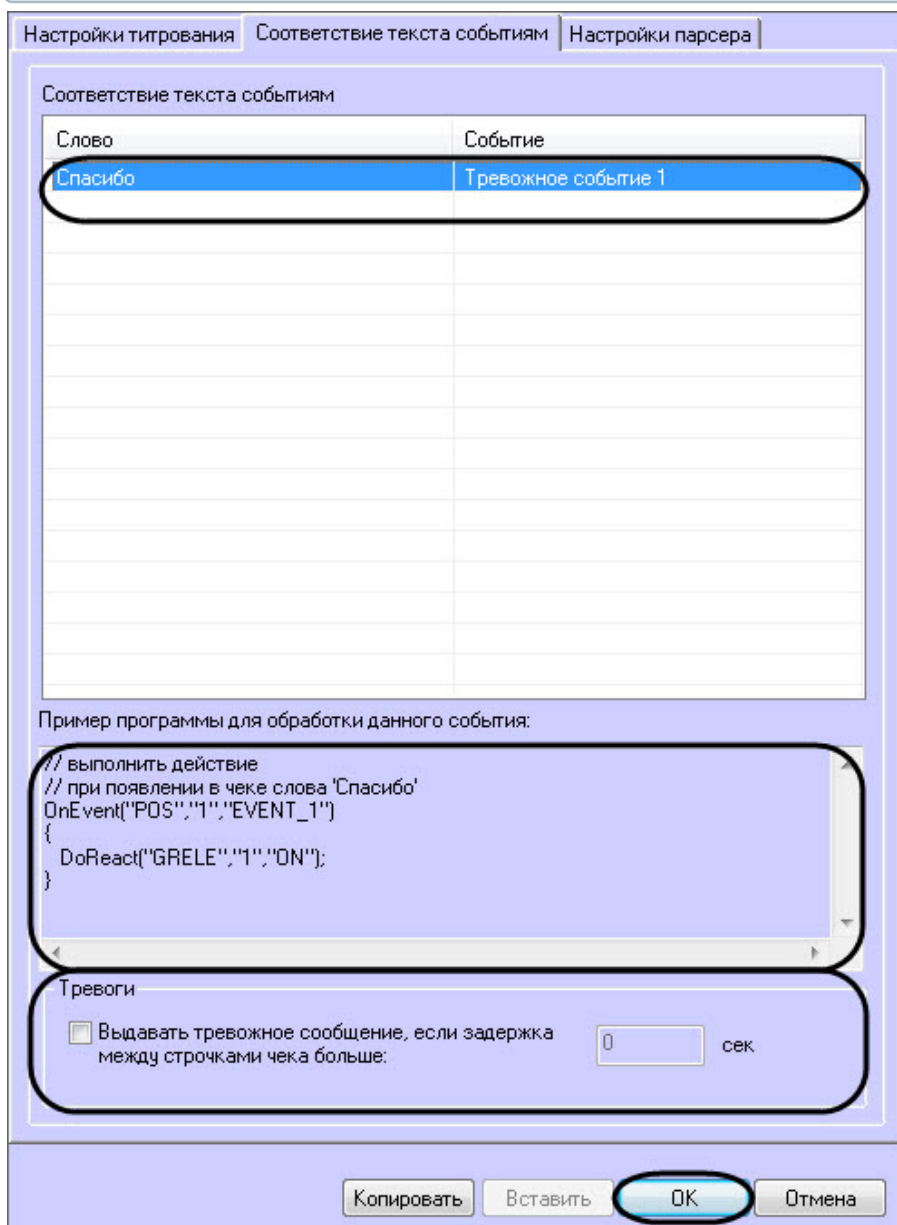 Настройки титрования Соответствие текста событиям Настройки парсера
Соответствие текста событиям
Слово Событие
Спасибо Тревожное событие 1
Пример программы для обработки данного события:
// выполнить действие
// при появлении в чеке слова 'Спасибо'
OnEvent("POS","1","EVENT_1")
{
DoReact("GRELE","1","ON");
}
Тревоги
Выдавать тревожное сообщение, если задержка
между строчками чека больше: 0 сек
Копировать Вставить OK Отмена